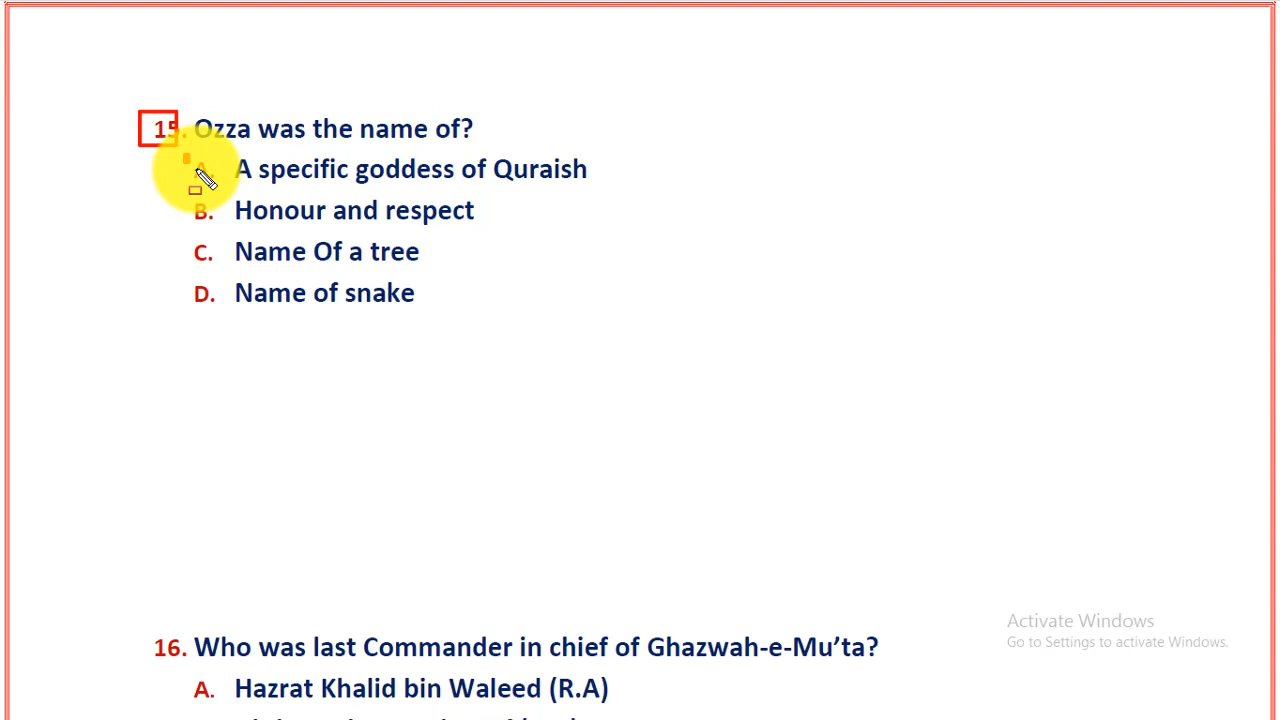 15. Ozza was the name of?
A. A specific goddess of Quraish
B. Honour and respect
C. Name Of a tree
D. Name of snake
Activate Windows
Go to Settings to activate Windows.
16. Who was last Commander in chief of Ghazwah-e-Mu’ta?
A. Hazrat Khalid bin Waleed (R.A)